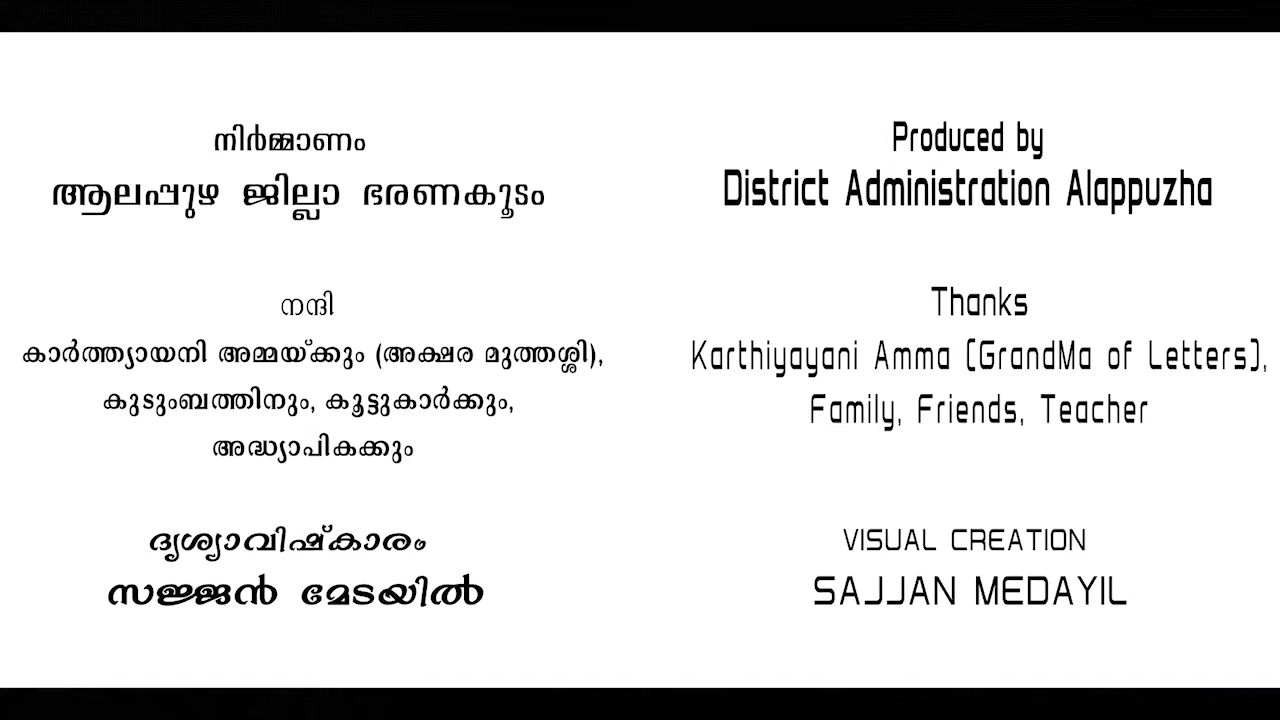 നിർമ്മാണം
ആലപ്പുഴ ജില്ലാ ഭരണകൂടം
നന്ദി
കാർത്ത്യായനി അമ്മയ്ക്കും (അക്ഷര മുത്തശ്ശി),
കുടുംബത്തിനും, കൂട്ടുകാർക്കും,
അദ്ധ്യാപികക്കും
ദൃശ്യാവിഷ്കാരം
സജ്ജൻ മേടയിൽ
Produced by
District Administration Alappuzha
Thanks
Karthiyayani Amma (GrandMa of Letters),
Family, Friends, Teacher
VISUAL CREATION
SAJJAN MEDAYIL